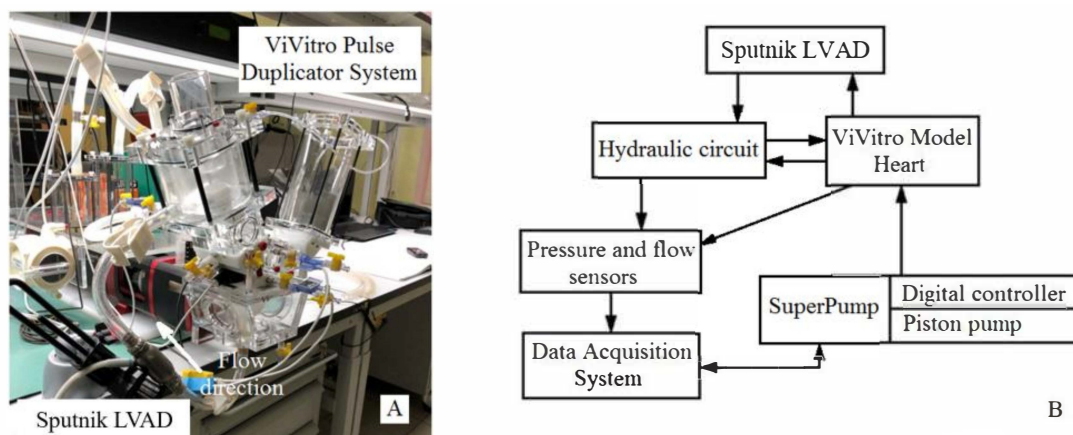 ViVitro Pulse
Duplicator System
Flow
direction
Sputnik LVAD
A
Sputnik LVAD
Hydraulic circuit
ViVitro Model
Heart
Pressure and flow
sensors
SuperPump
Digital controller
Piston pump
Data Acquisition
System
B